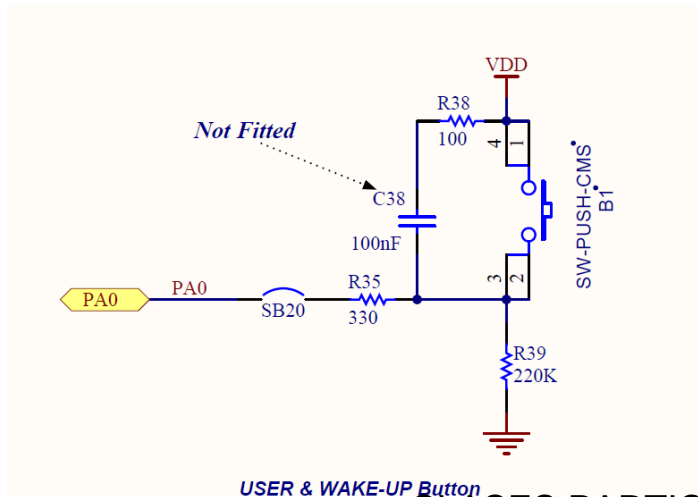 VDD
R38
100
4
1
Not Fitted
C38
100nF
SW-PUSH-CMS
B1
3
2
PA0
PA0
SB20
R35
330
R39
220K
USER & WAKE-UP Button